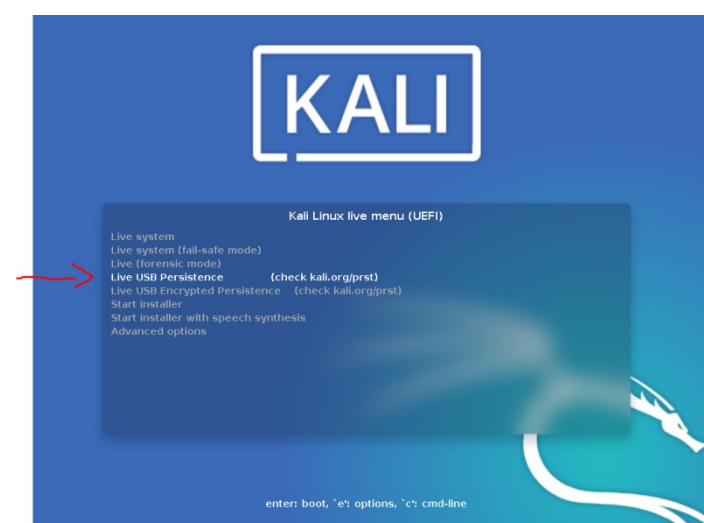 KALI
Kali Linux live menu (UEFI)
Live system
Live system (fail-safe mode)
Live (forensic mode)
Live USB Persistence (check kali.org/prst)
Live USB Encrypted Persistence (check kali.org/prst)
Start installer
Start installer with speech synthesis
Advanced options
enter: boot, `e': options, `c': cmd-line